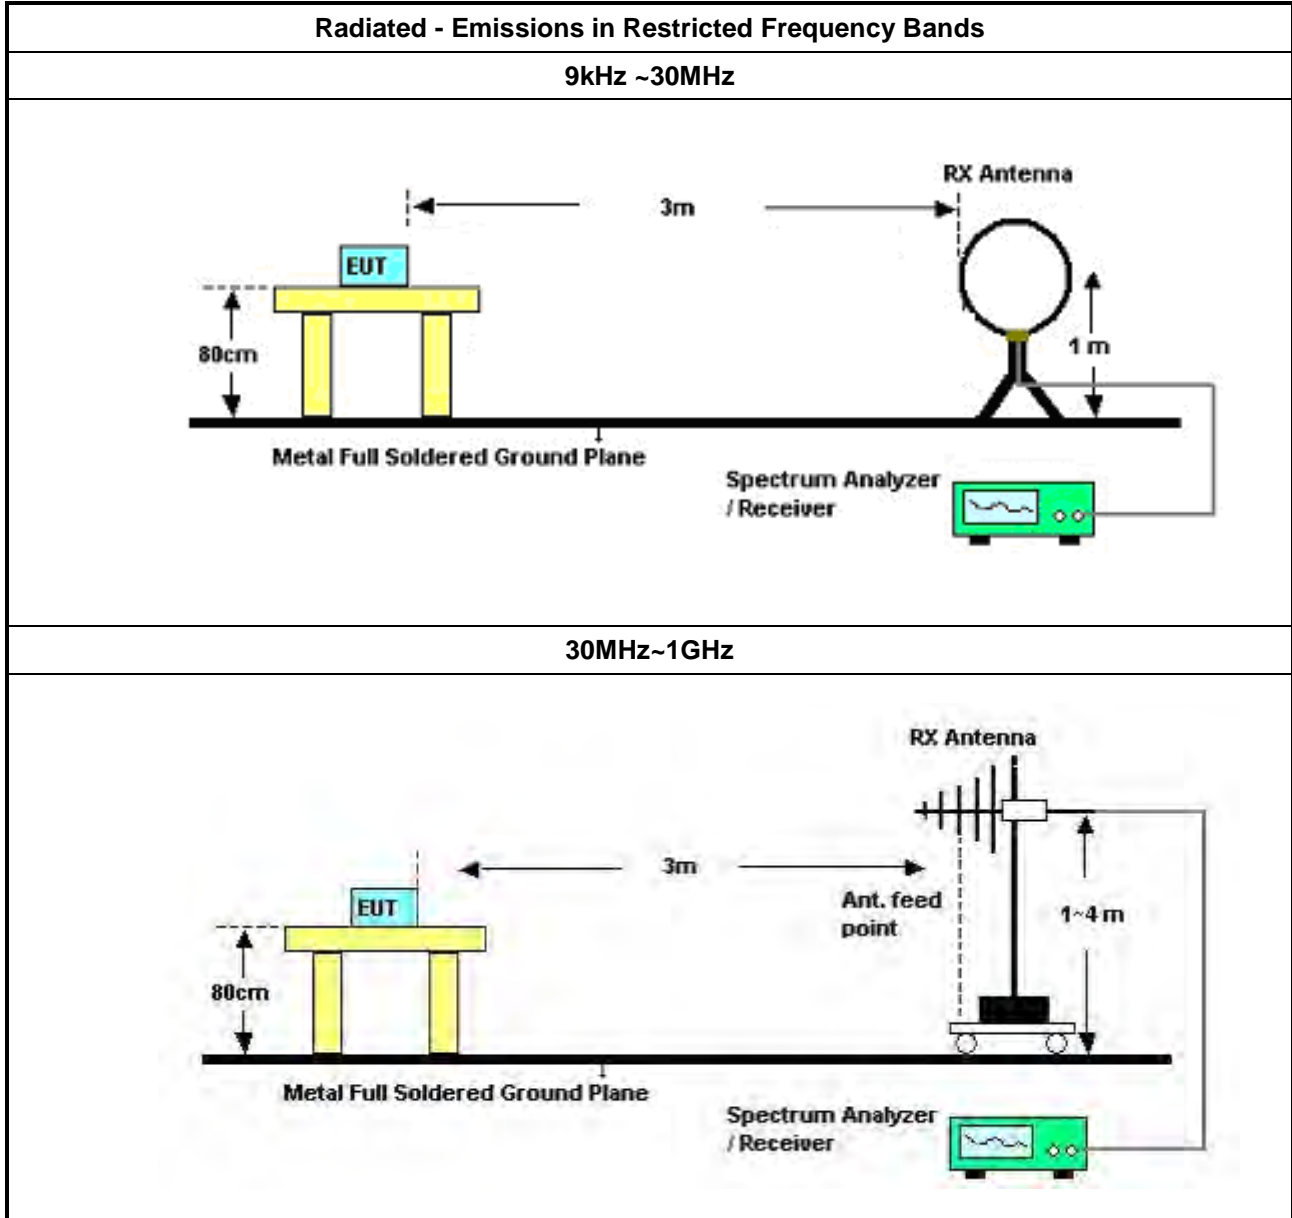 Radiated - Emissions in Restricted Frequency Bands
9kHz ~30MHz
RX Antenna
3m
EUT
80cm
1 m
Metal Full Soldered Ground Plane
Spectrum Analyzer
/ Receiver
30MHz~1GHz
RX Antenna
3m
EUT
Ant. feed
point
1~4 m
80cm
Metal Full Soldered Ground Plane
Spectrum Analyzer
/ Receiver